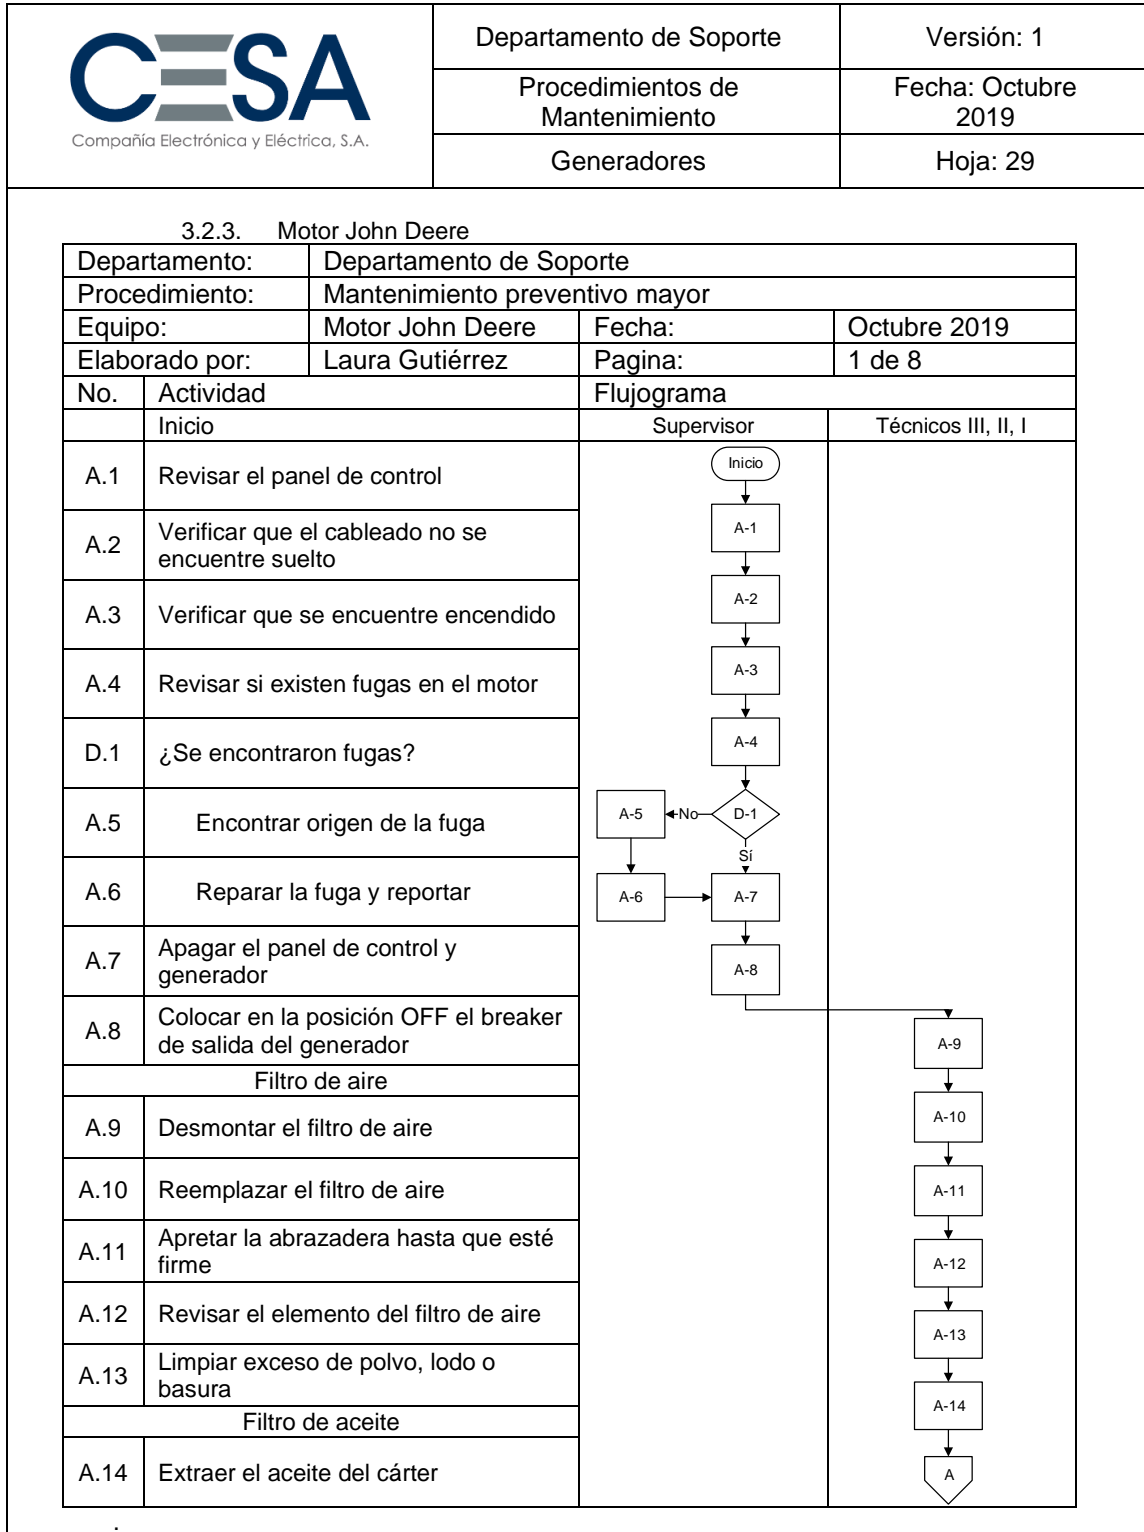 CESA
Compañía Electrónica y Eléctrica, S.A.
Departamento de Soporte
Versión: 1
Procedimientos de
Mantenimiento
Fecha: Octubre
2019
Generadores
Hoja: 29
3.2.3. Motor John Deere
Departamento: Departamento de Soporte
Procedimiento: Mantenimiento preventivo mayor
Equipo: Motor John Deere Fecha: Octubre 2019
Elaborado por: Laura Gutiérrez Pagina: 1 de 8
No. Actividad Flujograma
Inicio Supervisor Técnicos III, II, I
A.1 Revisar el panel de control
A.2 Verificar que el cableado no se
encuentre suelto
A.3 Verificar que se encuentre encendido
A.4 Revisar si existen fugas en el motor
D.1 ¿Se encontraron fugas?
A.5 Encontrar origen de la fuga
A.6 Reparar la fuga y reportar
A.7 Apagar el panel de control y
generador
A.8 Colocar en la posición OFF el breaker
de salida del generador
Filtro de aire
A.9 Desmontar el filtro de aire
A.10 Reemplazar el filtro de aire
A.11 Apretar la abrazadera hasta que esté
firme
A.12 Revisar el elemento del filtro de aire
A.13 Limpiar exceso de polvo, lodo o
basura
Filtro de aceite
A.14 Extraer el aceite del cárter
Inicio
A-1
A-2
A-3
A-4
A-5 No D-1
Sí
A-6 A-7
A-8
A-9
A-10
A-11
A-12
A-13
A-14
A